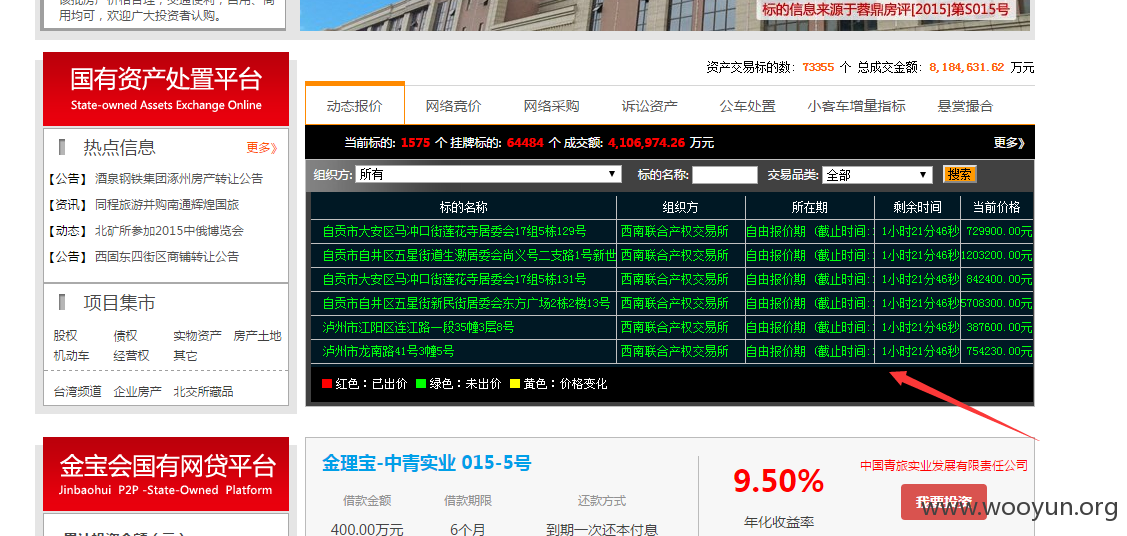 该批房产价格合理，交通便利，自用、商
用均可，欢迎广大投资者认购。
标的信息来源于蓉鼎房评[2015]第S015号
资产交易标的数: 73355 个 总成交金额: 8,184,631.62 万元
国有资产处置平台
State-owned Assets Exchange Online
热点信息
更多》
【公告】 酒泉钢铁集团涿州房产转让公告
【资讯】 同程旅游并购南通辉煌国旅
【动态】 北矿所参加2015中俄博览会
【公告】 西国东四街区商铺转让公告
项目集市
股权 债权 实物资产 房产土地
机动车 经营权 其它
台湾频道 企业房产 北交所藏品
动态报价 网络竞价 网络采购 诉讼资产 公车处置 小客车增量指标 悬赏撮合
当前标的: 1575 个 挂牌标的: 64484 个 成交额: 4,106,974.26 万元 更多》
组织方: 所有 标的名称: 交易品类: 全部 搜索
标的名称 组织方 所在期 剩余时间 当前价格
自贡市大安区马冲口街莲花寺居委会17组5栋129号 西南联合产权交易所 自由报价期（截止时间: 1小时21分46秒 729900.00元
自贡市自井区五星街道生灏居委会尚义号二支路1号新世 西南联合产权交易所 自由报价期（截止时间: 1小时21分46秒 1203200.00元
自贡市大安区马冲口街莲花寺居委会17组5栋131号 西南联合产权交易所 自由报价期（截止时间: 1小时21分46秒 842400.00元
自贡市自井区五星街新民街居委会东方广场2栋2楼13号 西南联合产权交易所 自由报价期（截止时间: 1小时21分46秒 5708300.00元
泸州市江阳区连江路一段35幢3层8号 西南联合产权交易所 自由报价期（截止时间: 1小时21分46秒 387600.00元
泸州市龙南路41号3幢5号 西南联合产权交易所 自由报价期（截止时间: 1小时21分46秒 754230.00元
红色：已出价 绿色：未出价 黄色：价格变化
金宝会国有网贷平台
Jinbaohui P2P -State-Owned Platform
金理宝-中青实业 015-5号
借款金额 借款期限 还款方式
400.00万元 6个月 到期一次还本付息
9.50%
年化收益率
中国青旅实业发展有限责任公司
我要投资
www.wooyun.org